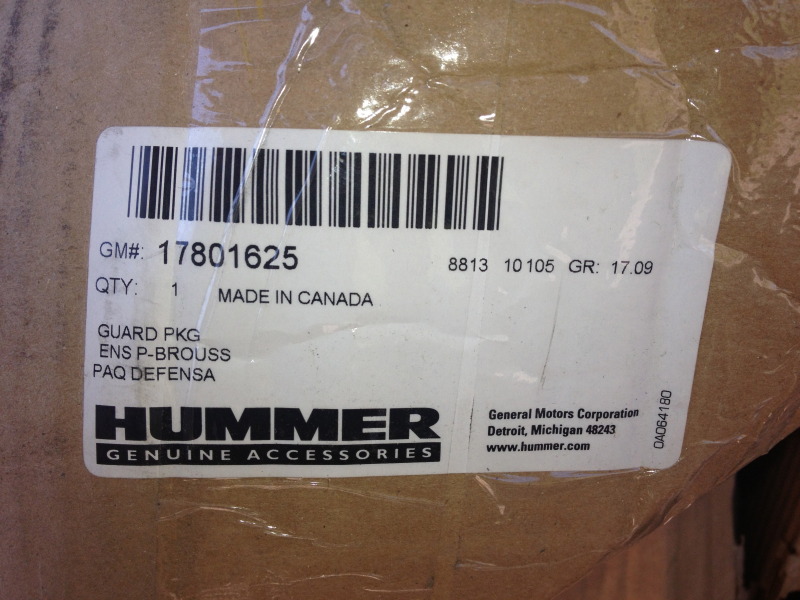 GM#: 17801625
8813 10105 GR: 17.09
QTY: 1 MADE IN CANADA
GUARD PKG
ENS P-BROUSS
PAQ DEFENSA
HUMMER
GENUINE ACCESSORIES
General Motors Corporation
Detroit, Michigan 48243
www.hummer.com
0A064180